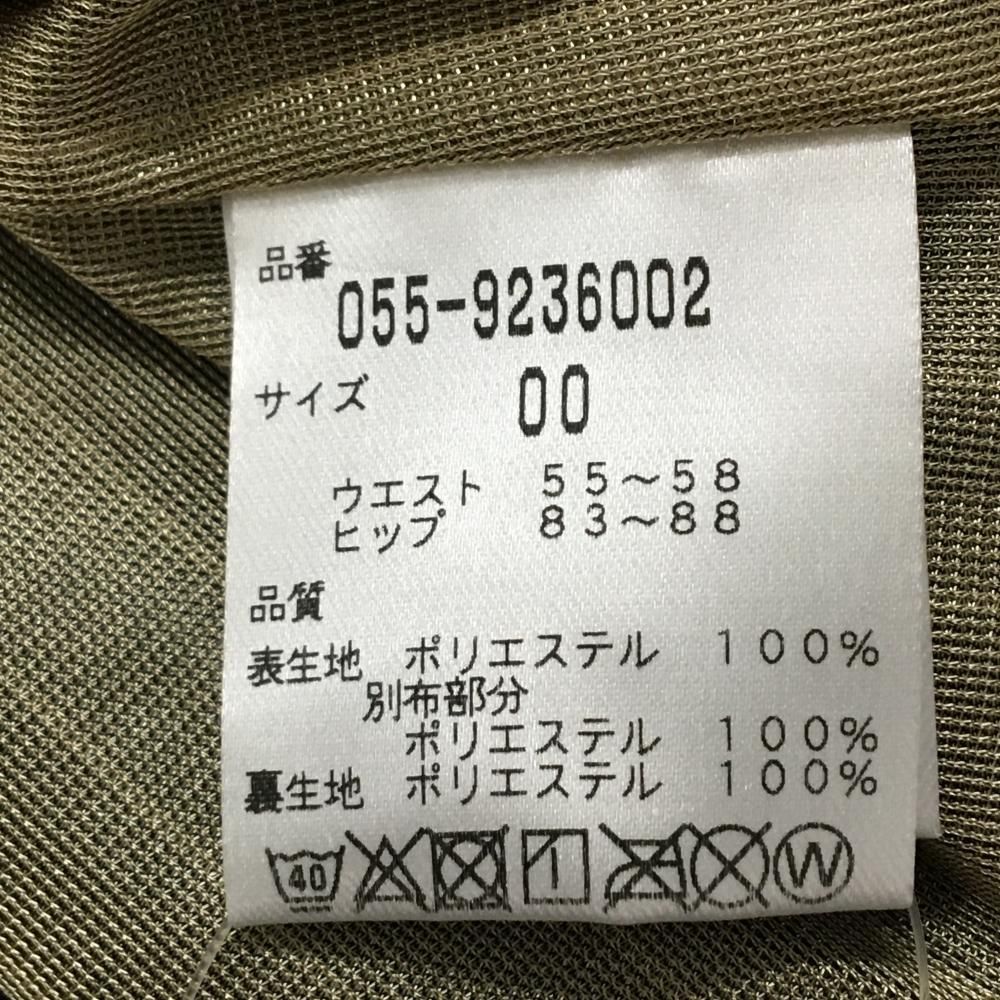 品番
055-9236002
サイズ 00
ウエスト ５５～５８
ヒップ ８３～８８
品質
表生地 ポリエステル １００％
別布部分
ポリエステル １００％
裏生地 ポリエステル １００％
40 W